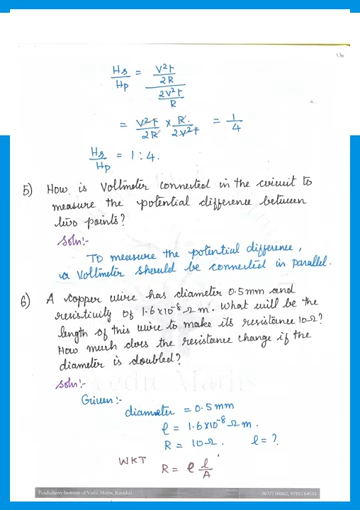 Hs/Hp = (V²t/2R) / (2V²t/R)
= V²t/2R × R/2V²t = 1/4
Hs/Hp = 1:4.
5) How is Voltmeter connected in the circuit to
measure the potential difference between
two points?
Soln:-
To measure the potential difference,
a Voltmeter should be connected in parallel.
6) A copper wire has diameter 0.5mm and
resistivity of 1.6×10⁻⁸ Ω m. What will be the
length of this wire to make its resistance 10Ω?
How much does the resistance change if the
diameter is doubled?
Soln:-
Given:-
diameter = 0.5mm
ρ = 1.6×10⁻⁸ Ω m.
R = 10Ω. l = ?
WKT
R = ρ l/A